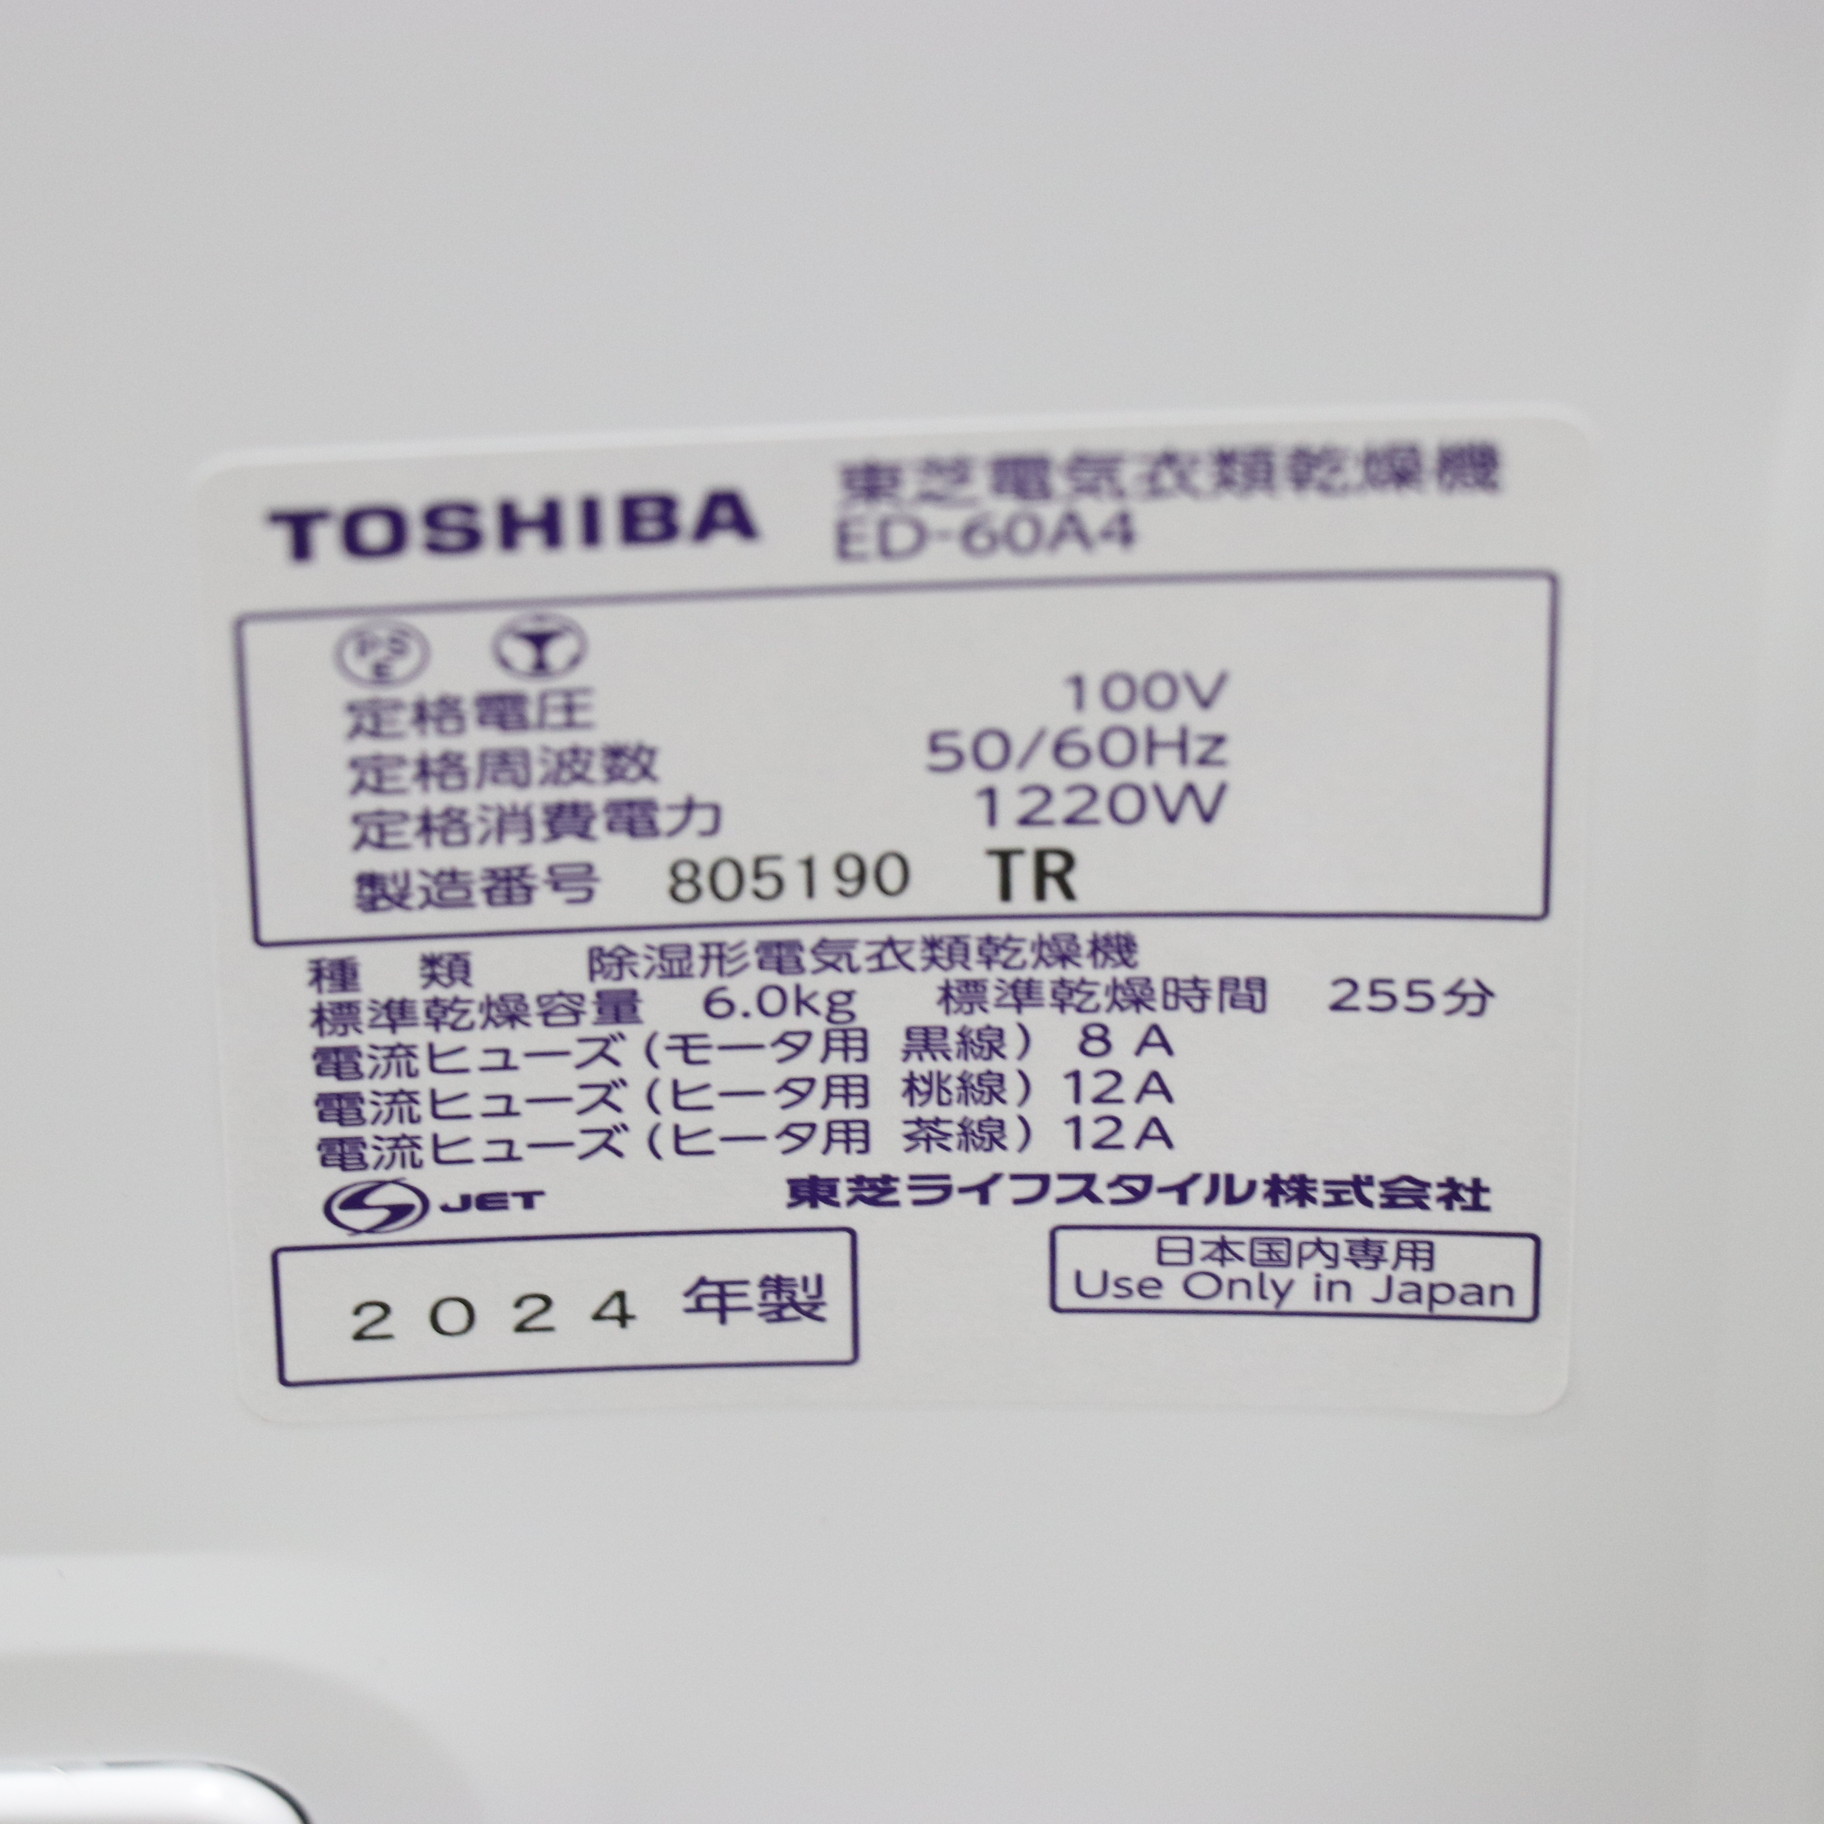 TOSHIBA 東芝電気衣類乾燥機
ED-60A4
PSE
定格電圧 100V
定格周波数 50/60Hz
定格消費電力 1220W
製造番号 805190 TR
種 類 除湿形電気衣類乾燥機
標準乾燥容量 6.0kg 標準乾燥時間 255分
電流ヒューズ(モータ用 黒線) 8 A
電流ヒューズ(ヒータ用 桃線) 12A
電流ヒューズ(ヒータ用 茶線) 12A
JET 東芝ライフスタイル株式会社
2024 年製
日本国内専用
Use Only in Japan